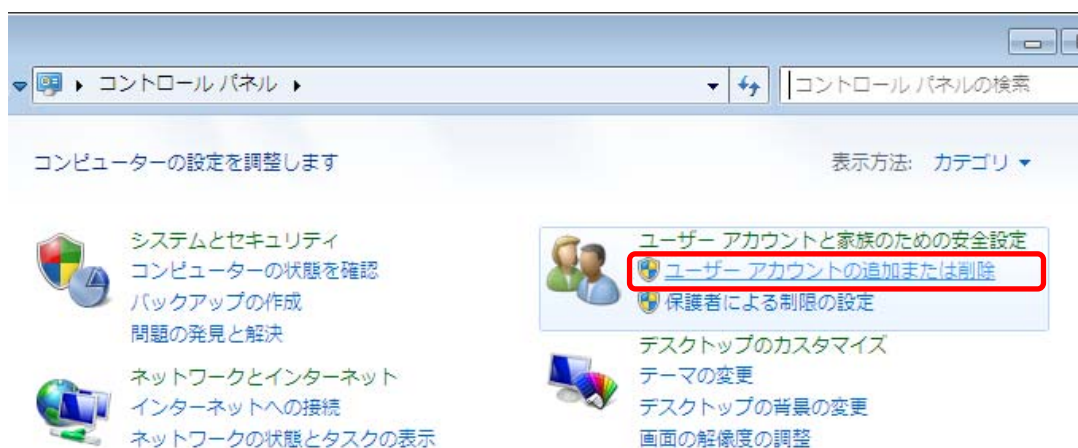 コントロール パネル
コントロール パネルの検索
コンピューターの設定を調整します
表示方法: カテゴリ
システムとセキュリティ
コンピューターの状態を確認
バックアップの作成
問題の発見と解決
ネットワークとインターネット
インターネットへの接続
ネットワークの状態とタスクの表示
ユーザー アカウントと家族のための安全設定
ユーザー アカウントの追加または削除
保護者による制限の設定
デスクトップのカスタマイズ
テーマの変更
デスクトップの背景の変更
画面の解像度の調整